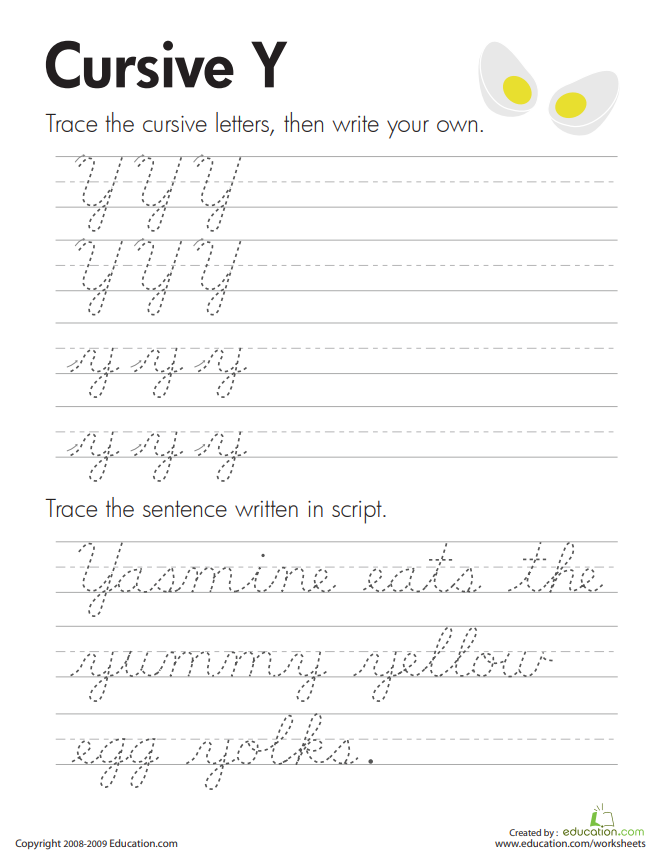 Cursive Y
Trace the cursive letters, then write your own.
Y Y Y
Y Y Y
y y y
y y y
Trace the sentence written in script.
Yasmine eats the
yummy yellow
egg yolks.
Created by:
education.com
Copyright 2008-2009 Education.com
www.education.com/worksheets